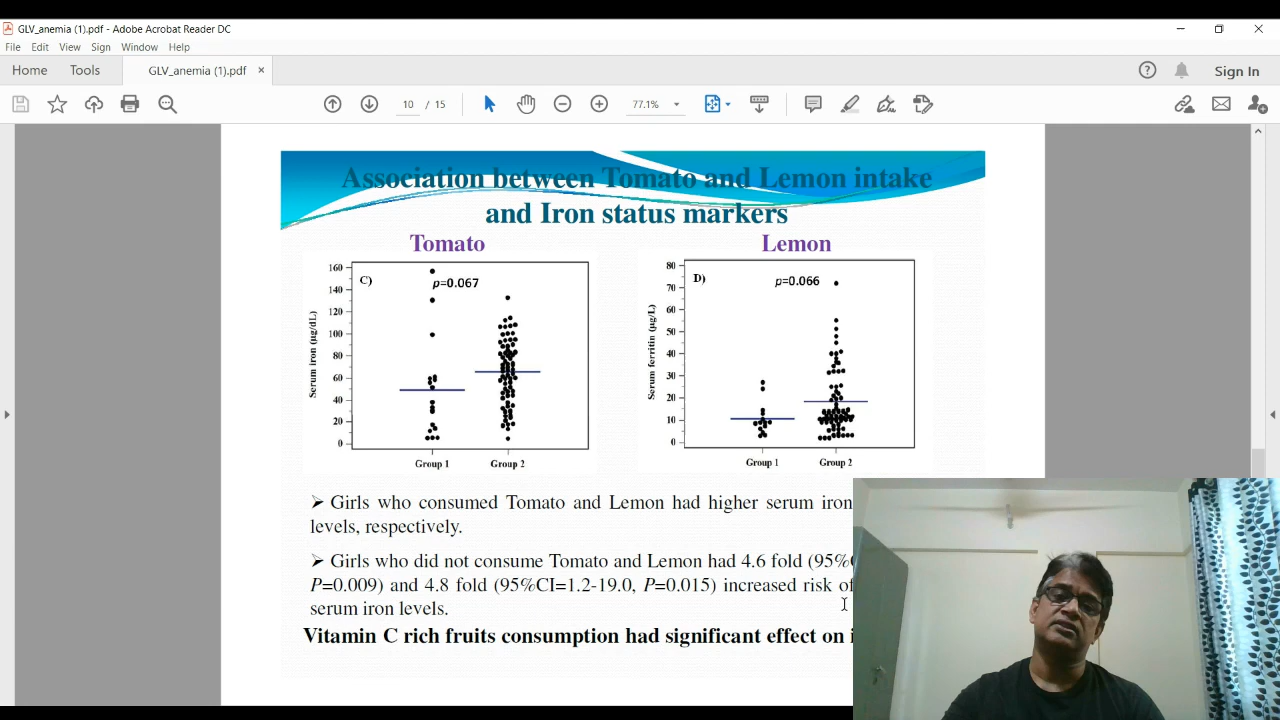 GLV_anemia (1).pdf - Adobe Acrobat Reader DC
File Edit View Sign Window Help
Home Tools GLV_anemia (1).pdf × Sign In
10 / 15 77.1%
Association between Tomato and Lemon intake
and Iron status markers
Tomato
C) p=0.067
Serum iron (µg/dL)
160
140
120
100
80
60
40
20
0
Group 1 Group 2
Lemon
D) p=0.066
Serum ferritin (µg/L)
80
70
60
50
40
30
20
10
0
Group 1 Group 2
➢ Girls who consumed Tomato and Lemon had higher serum iron
levels, respectively.
➢ Girls who did not consume Tomato and Lemon had 4.6 fold (95%
P=0.009) and 4.8 fold (95%CI=1.2-19.0, P=0.015) increased risk of
serum iron levels.
Vitamin C rich fruits consumption had significant effect on